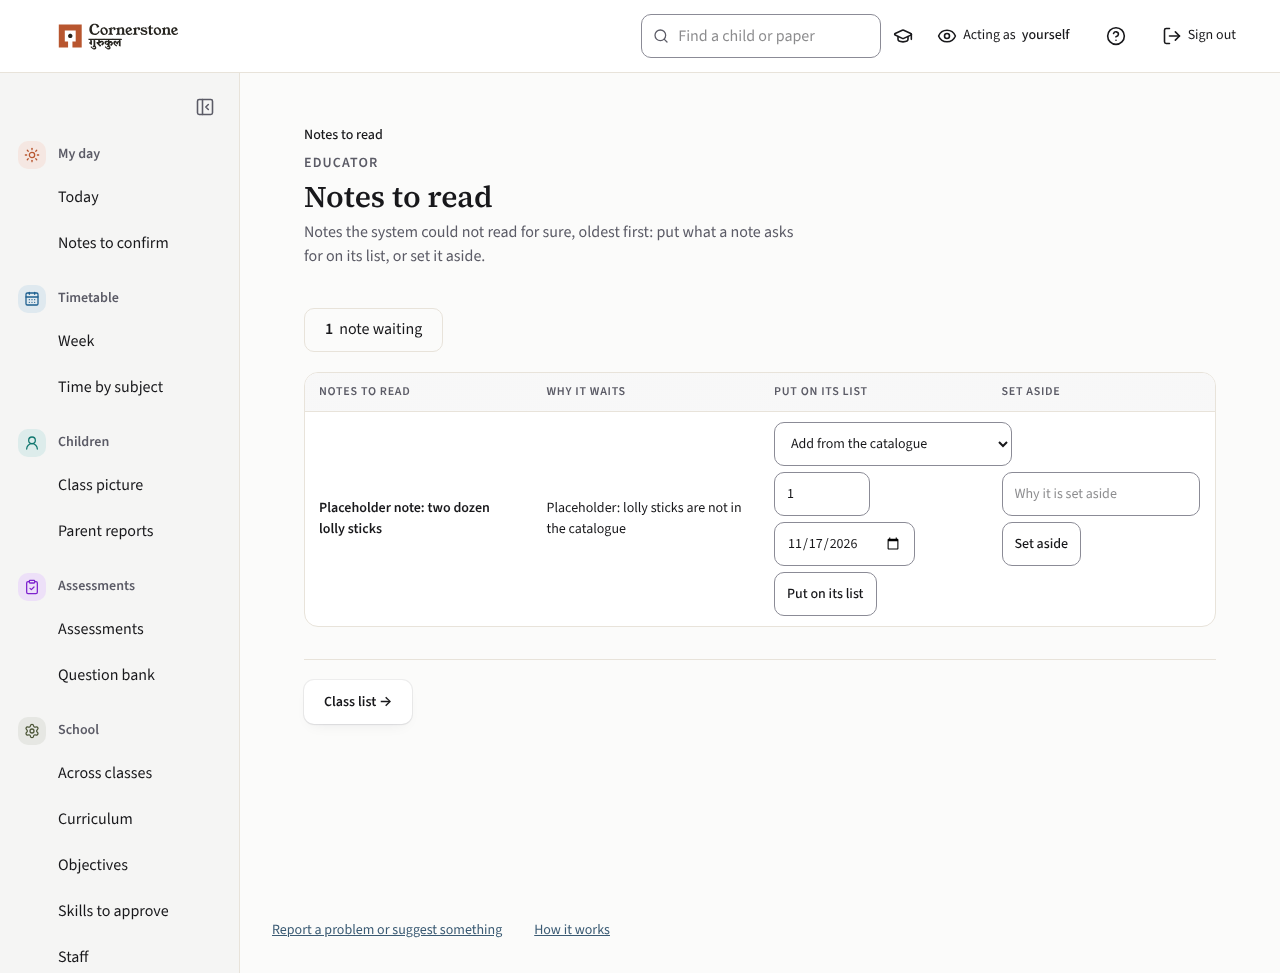 Cornerstone
गुरुकुल
Find a child or paper
Acting as yourself
Sign out
My day
Today
Notes to confirm
Timetable
Week
Time by subject
Children
Class picture
Parent reports
Assessments
Assessments
Question bank
School
Across classes
Curriculum
Objectives
Skills to approve
Staff
Notes to read
EDUCATOR
Notes to read
Notes the system could not read for sure, oldest first: put what a note asks
for on its list, or set it aside.
1 note waiting
NOTES TO READ
WHY IT WAITS
PUT ON ITS LIST
SET ASIDE
Placeholder note: two dozen
lolly sticks
Placeholder: lolly sticks are not in
the catalogue
Add from the catalogue
1
11/17/2026
Put on its list
Why it is set aside
Set aside
Class list →
Report a problem or suggest something
How it works